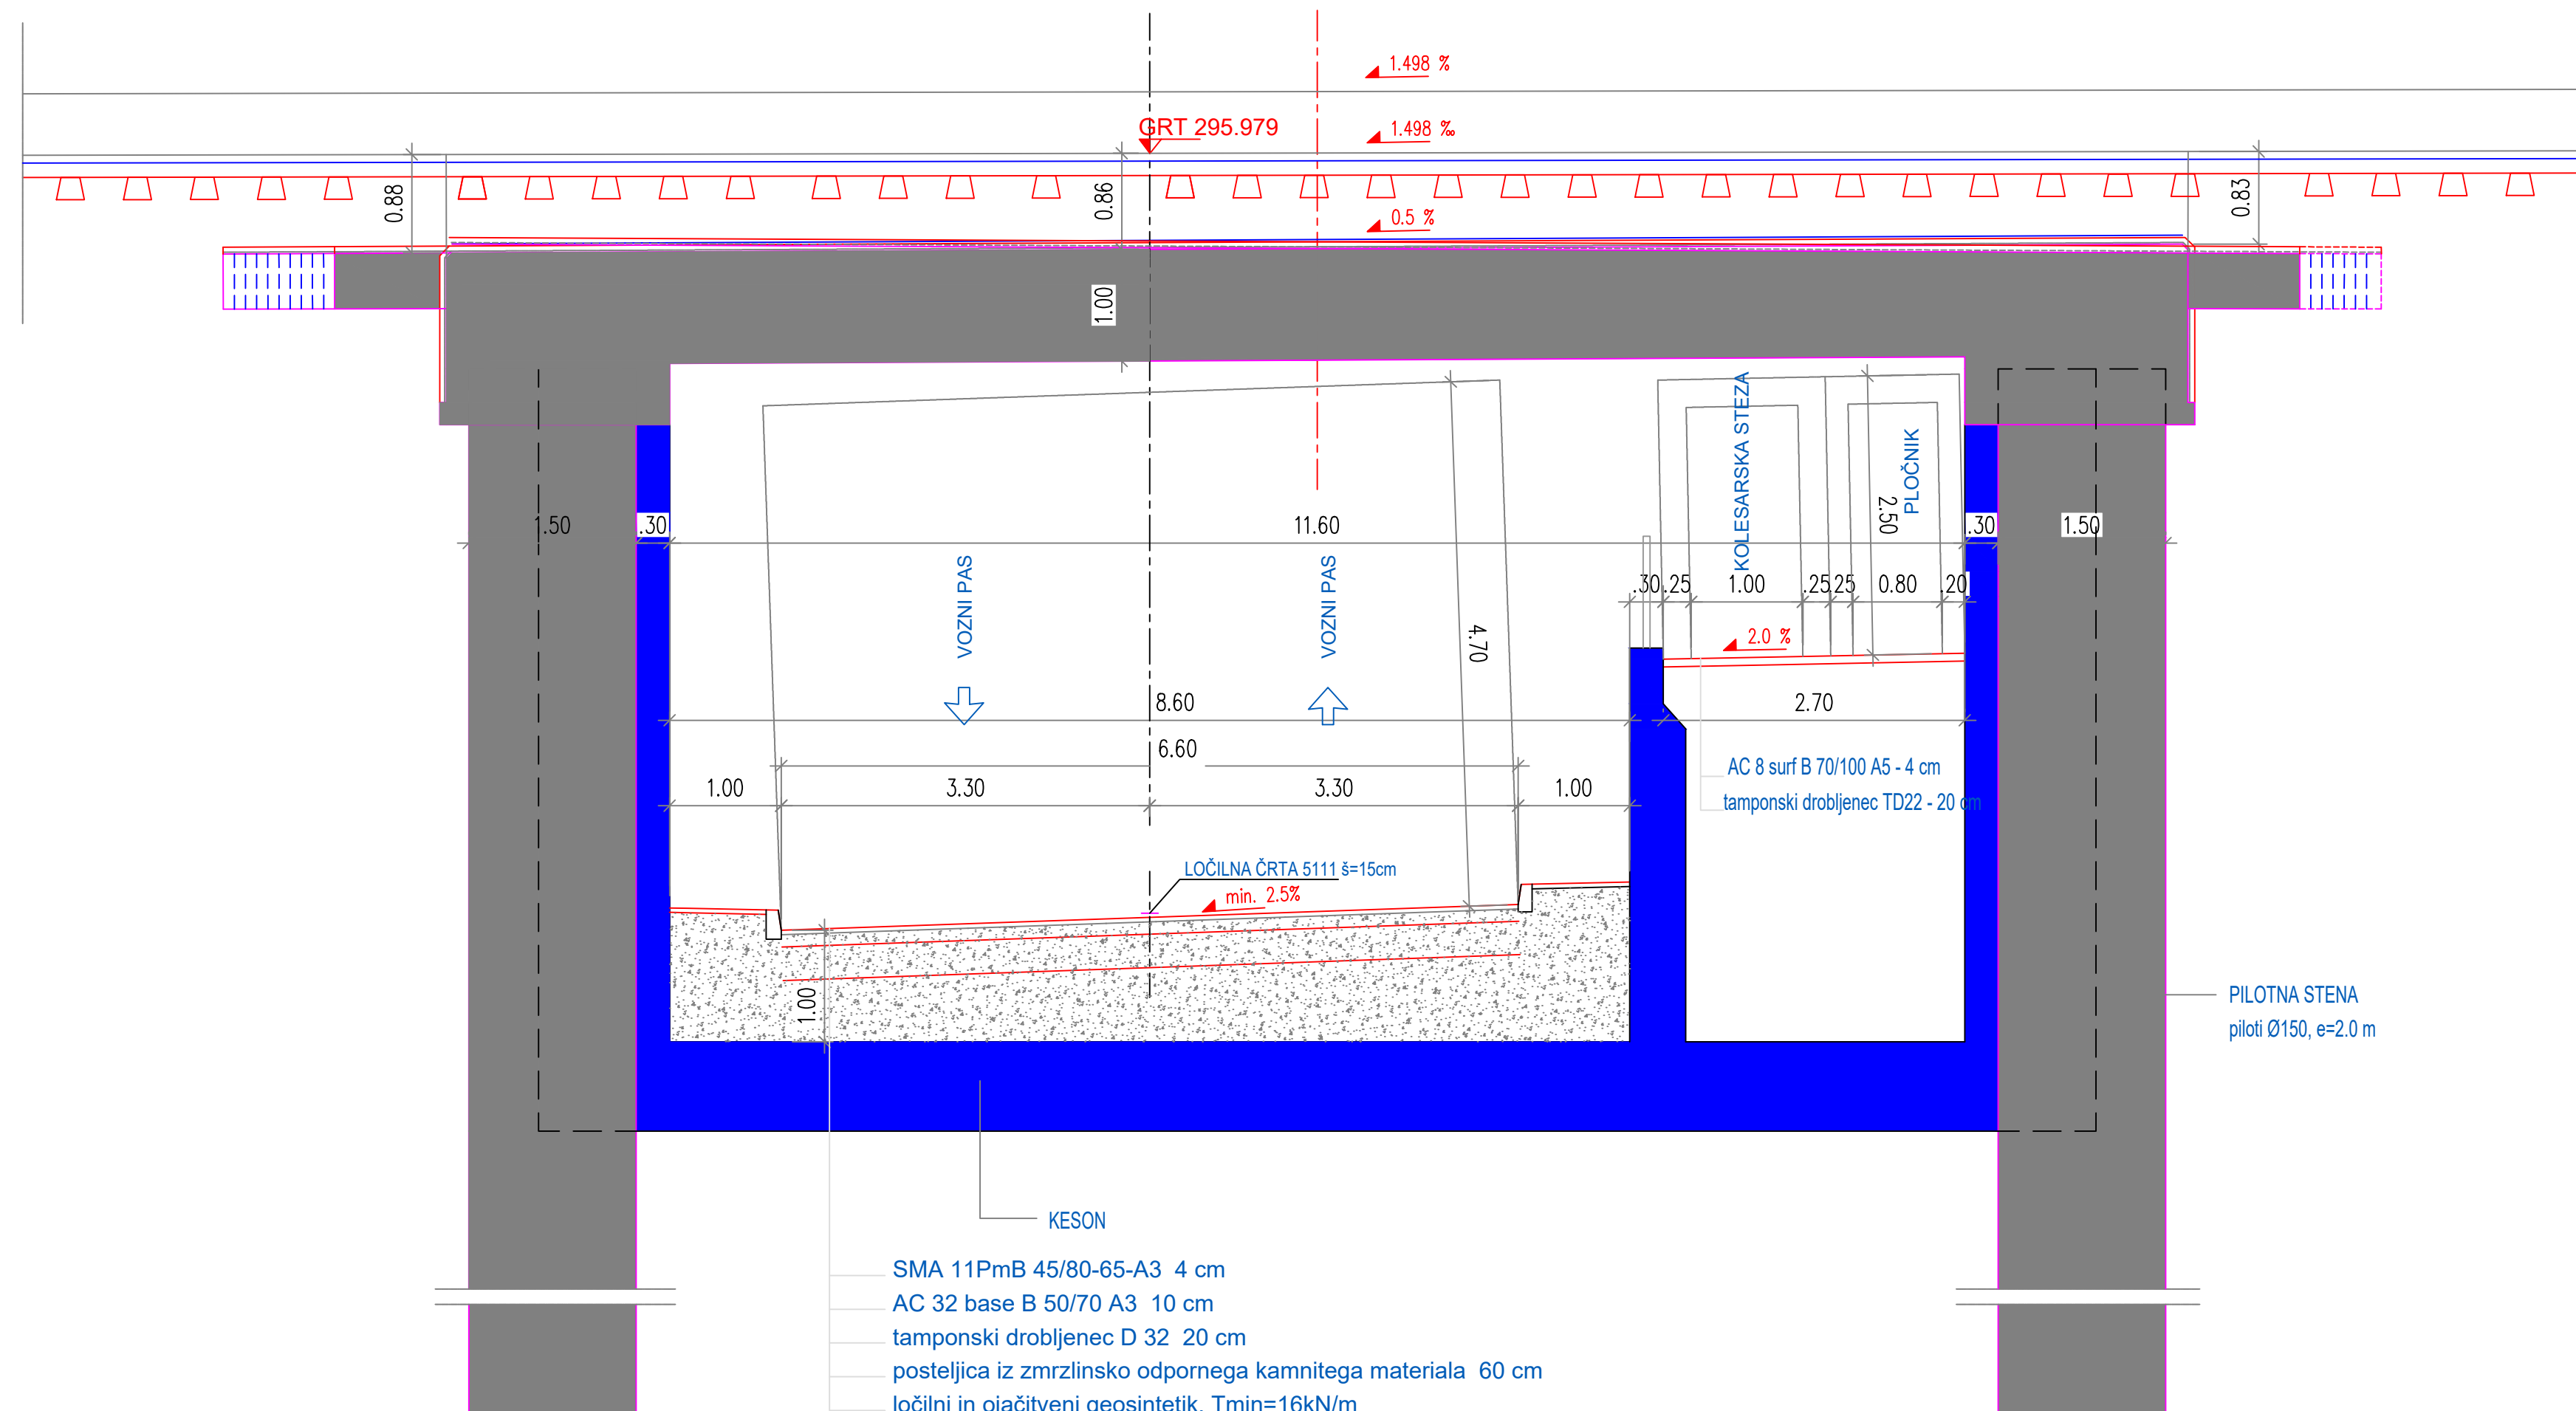 1.498 %
GRT 295.979
1.498 ‰
0.88
0.86
0.83
0.5 %
1.00
KOLESARSKA STEZA
PLOČNIK
2.50
1.50
.30
11.60
.30
1.50
VOZNI PAS
VOZNI PAS
.30
.25
1.00
.25
.25
0.80
.20
4.70
2.0 %
8.60
2.70
6.60
1.00
3.30
3.30
1.00
AC 8 surf B 70/100 A5 - 4 cm
tamponski drobljenec TD22 - 20 cm
LOČILNA ČRTA 5111 š=15cm
min. 2.5%
1.00
PILOTNA STENA
piloti Ø150, e=2.0 m
KESON
SMA 11PmB 45/80-65-A3 4 cm
AC 32 base B 50/70 A3 10 cm
tamponski drobljenec D 32 20 cm
posteljica iz zmrzlinsko odpornega kamnitega materiala 60 cm
ločilni in ojačitveni geosintetik, Tmin=16kN/m